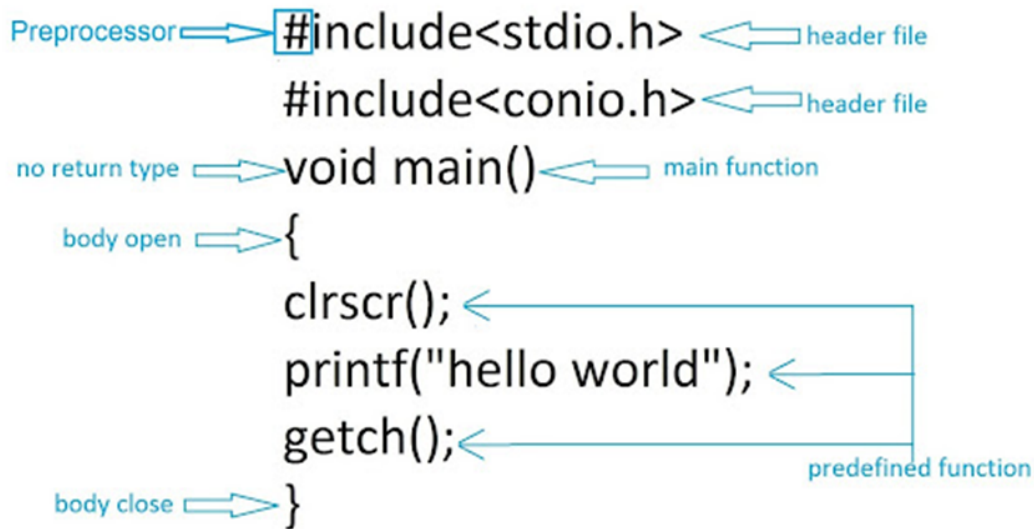 Preprocessor #include<stdio.h> header file
#include<conio.h> header file
no return type void main() main function
body open {
clrscr();
printf("hello world");
getch();
predefined function
body close }